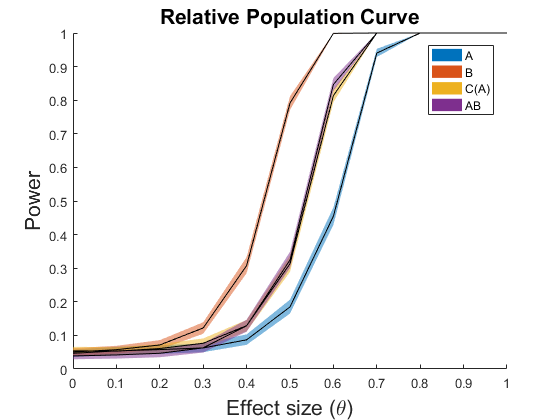 Relative Population Curve
1
0.9
0.8
0.7
0.6
0.5
0.4
0.3
0.2
0.1
0
Power
A
B
C(A)
AB
0 0.1 0.2 0.3 0.4 0.5 0.6 0.7 0.8 0.9 1
Effect size (θ)